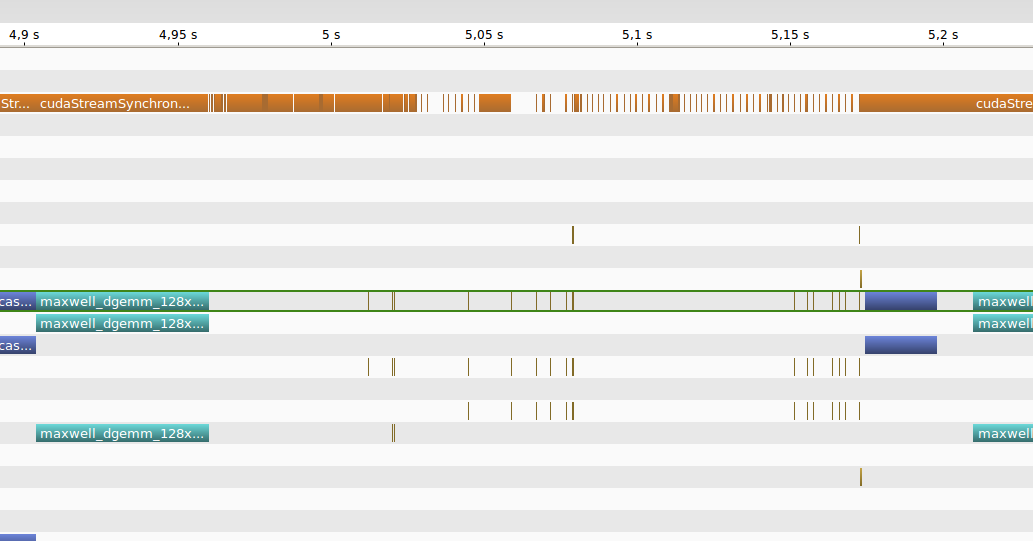 4,9 s 4,95 s 5 s 5,05 s 5,1 s 5,15 s 5,2 s
Str... cudaStreamSynchron... cudaStre
cas... maxwell_dgemm_128x... maxwell
maxwell_dgemm_128x... maxwell
cas...
maxwell_dgemm_128x... maxwell